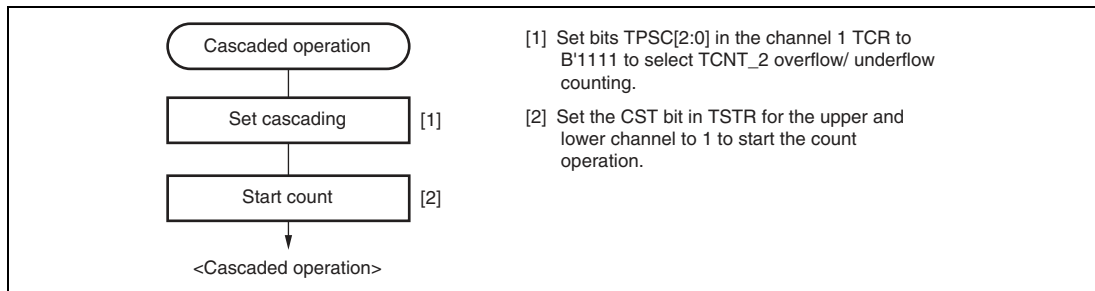 Cascaded operation
Set cascading
[1]
Start count
[2]
<Cascaded operation>
[1] Set bits TPSC[2:0] in the channel 1 TCR to
B'1111 to select TCNT_2 overflow/ underflow
counting.
[2] Set the CST bit in TSTR for the upper and
lower channel to 1 to start the count
operation.